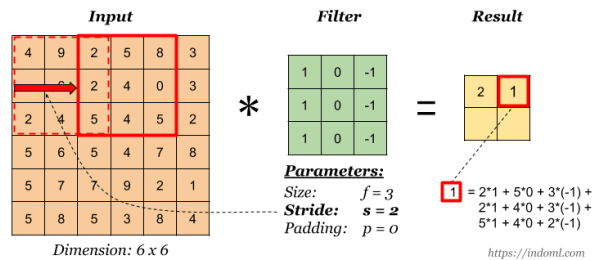 Input
Filter
Result
4 9 2 5 8 3
2 4 0 3
2 4 5 4 5 2
5 6 5 4 7 8
5 7 7 9 2 1
5 8 5 3 8 4
Dimension: 6 x 6
*
1 0 -1
1 0 -1
1 0 -1
=
2 1
Parameters:
Size: f = 3
Stride: s = 2
Padding: p = 0
1 = 2*1 + 5*0 + 3*(-1) +
2*1 + 4*0 + 3*(-1) +
5*1 + 4*0 + 2*(-1)
https://indoml.com